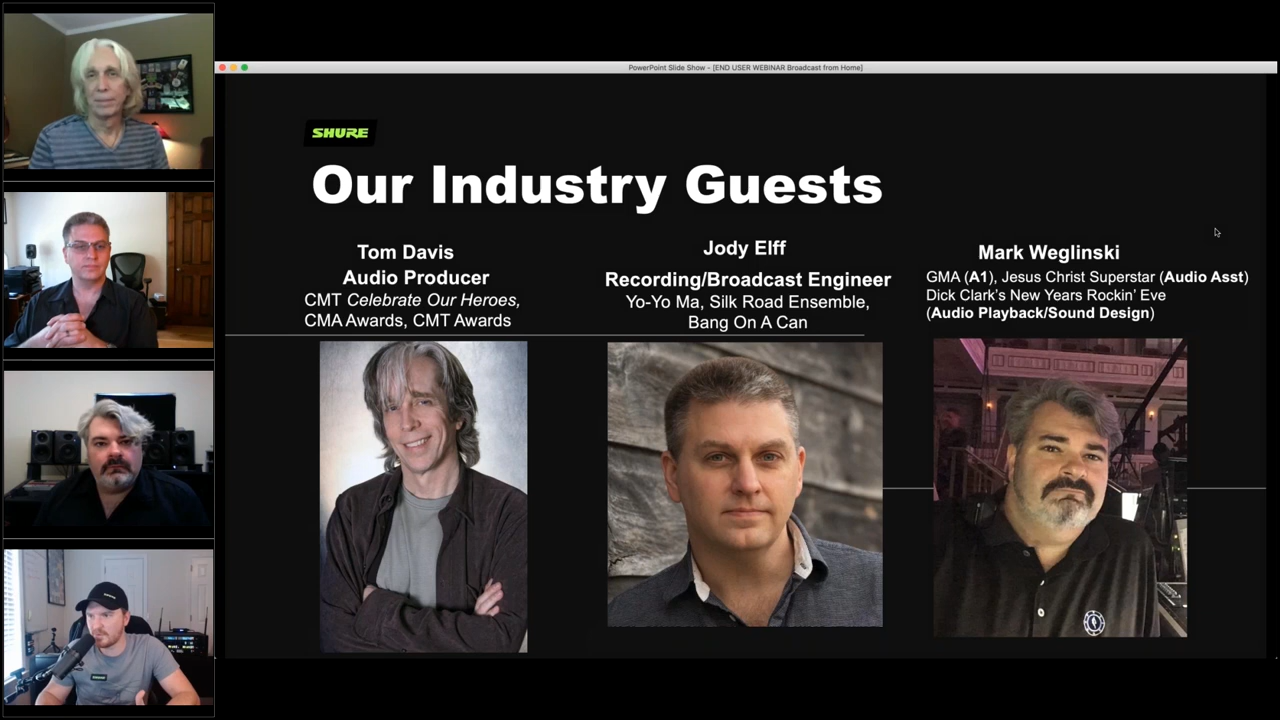 PowerPoint Slide Show - [END USER WEBINAR Broadcast from Home]
SHURE
Our Industry Guests
Tom Davis
Audio Producer
CMT Celebrate Our Heroes,
CMA Awards, CMT Awards
Jody Elff
Recording/Broadcast Engineer
Yo-Yo Ma, Silk Road Ensemble,
Bang On A Can
Mark Weglinski
GMA (A1), Jesus Christ Superstar (Audio Asst)
Dick Clark's New Years Rockin' Eve
(Audio Playback/Sound Design)